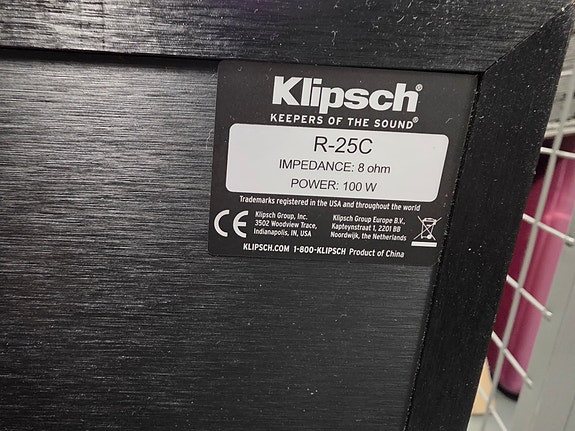 Klipsch®
KEEPERS OF THE SOUND®
R-25C
IMPEDANCE: 8 ohm
POWER: 100 W
Trademarks registered in the USA and throughout the world
CE
Klipsch Group, Inc.
3502 Woodview Trace,
Indianapolis, IN, USA
Klipsch Group Europe B.V.,
Kapteynstraat 1, 2201 BB
Noordwijk, the Netherlands
KLIPSCH.COM 1-800-KLIPSCH Product of China